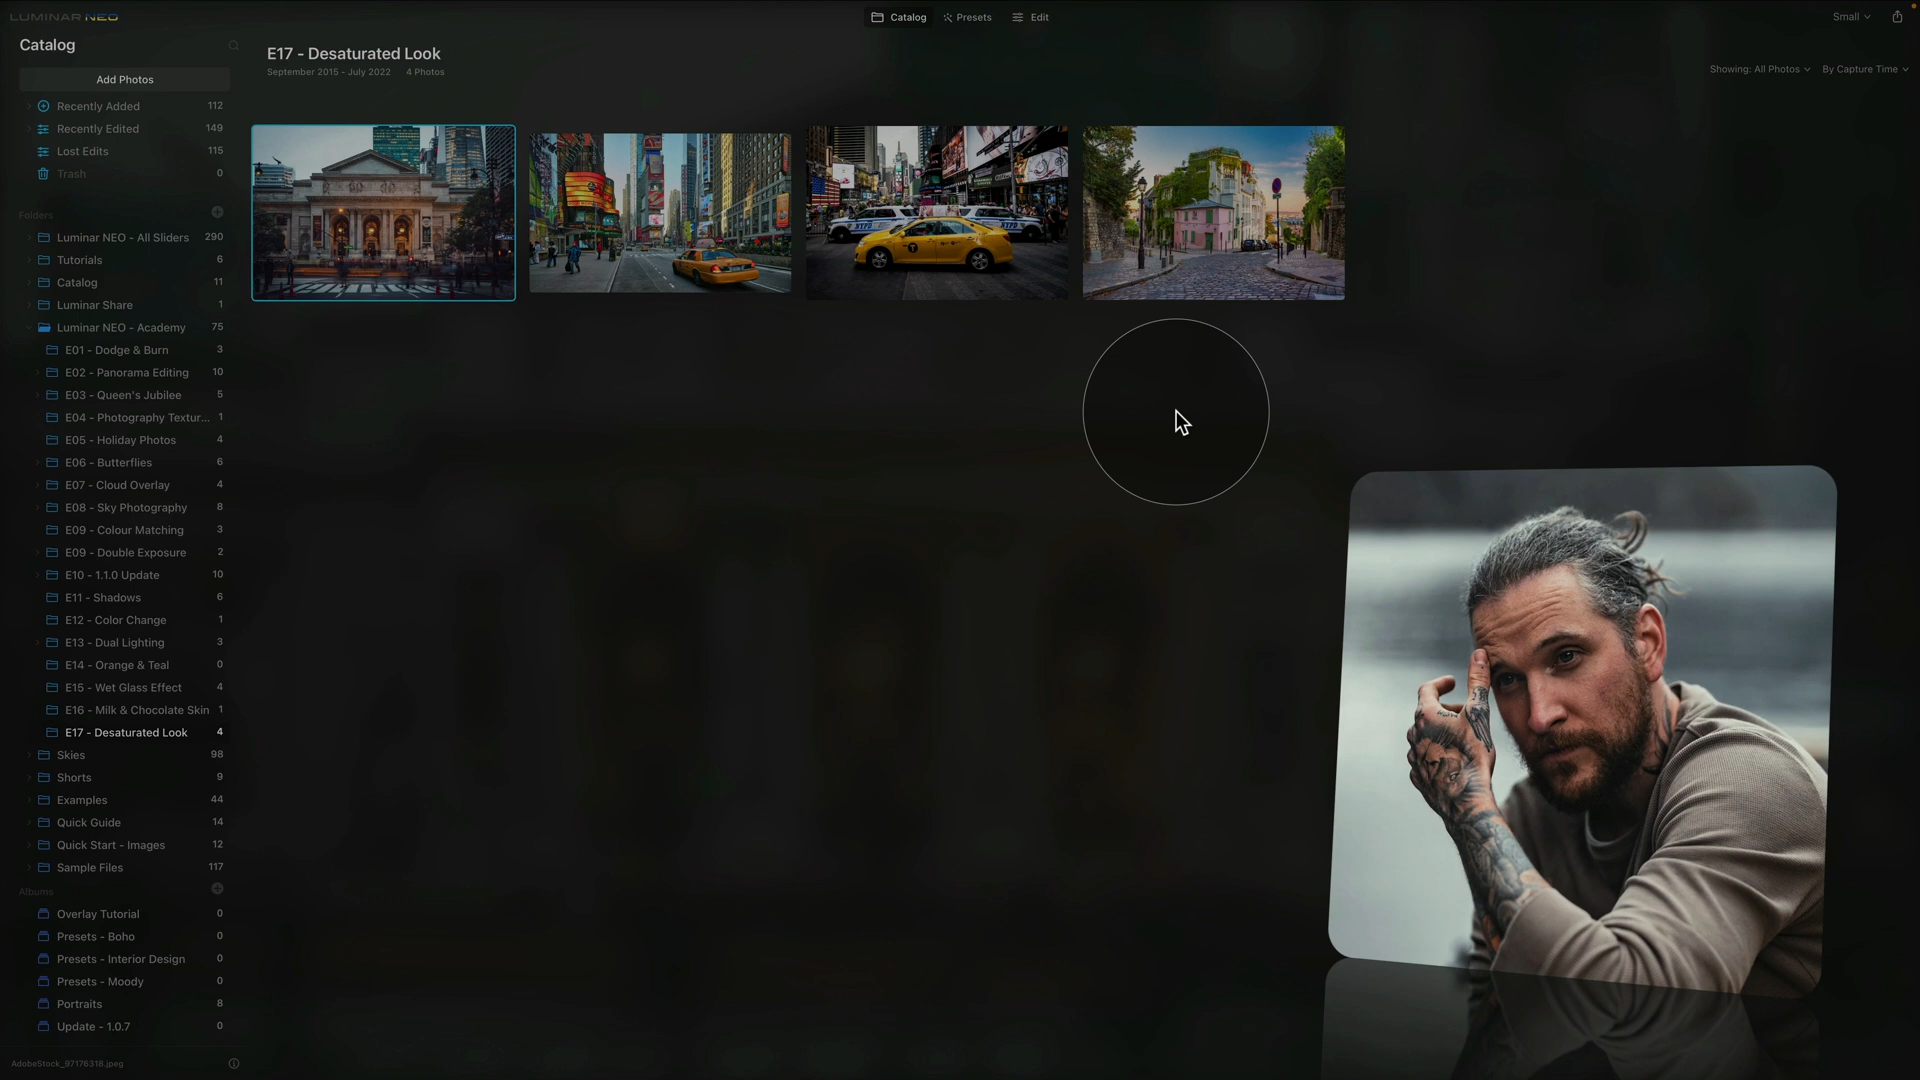 LUMINAR NEO
Catalog
Presets
Edit
Small
Catalog
Add Photos
Recently Added 112
Recently Edited 149
Lost Edits 115
Trash 0
Folders
Luminar NEO - All Sliders 290
Tutorials 6
Catalog 11
Luminar Share 1
Luminar NEO - Academy 75
E01 - Dodge & Burn 3
E02 - Panorama Editing 10
E03 - Queen's Jubilee 5
E04 - Photography Textur... 1
E05 - Holiday Photos 4
E06 - Butterflies 6
E07 - Cloud Overlay 4
E08 - Sky Photography 8
E09 - Colour Matching 3
E09 - Double Exposure 2
E10 - 1.1.0 Update 10
E11 - Shadows 6
E12 - Color Change 1
E13 - Dual Lighting 3
E14 - Orange & Teal 0
E15 - Wet Glass Effect 4
E16 - Milk & Chocolate Skin 1
E17 - Desaturated Look 4
Skies 98
Shorts 9
Examples 44
Quick Guide 14
Quick Start - Images 12
Sample Files 117
Albums
Overlay Tutorial 0
Presets - Boho 0
Presets - Interior Design 0
Presets - Moody 0
Portraits 8
Update - 1.0.7 0
AdobeStock_97176318.jpeg
E17 - Desaturated Look
September 2015 - July 2022 4 Photos
Showing: All Photos
By Capture Time
NYPD
T